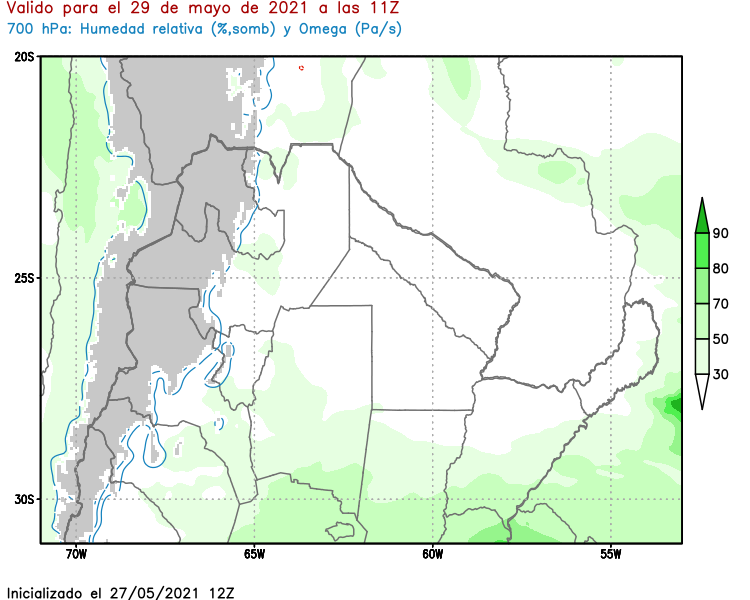 Valido para el 29 de mayo de 2021 a las 11Z
700 hPa: Humedad relativa (%,somb) y Omega (Pa/s)
20S
25S
30S
70W
65W
60W
55W
90
80
70
50
30
Inicializado el 27/05/2021 12Z